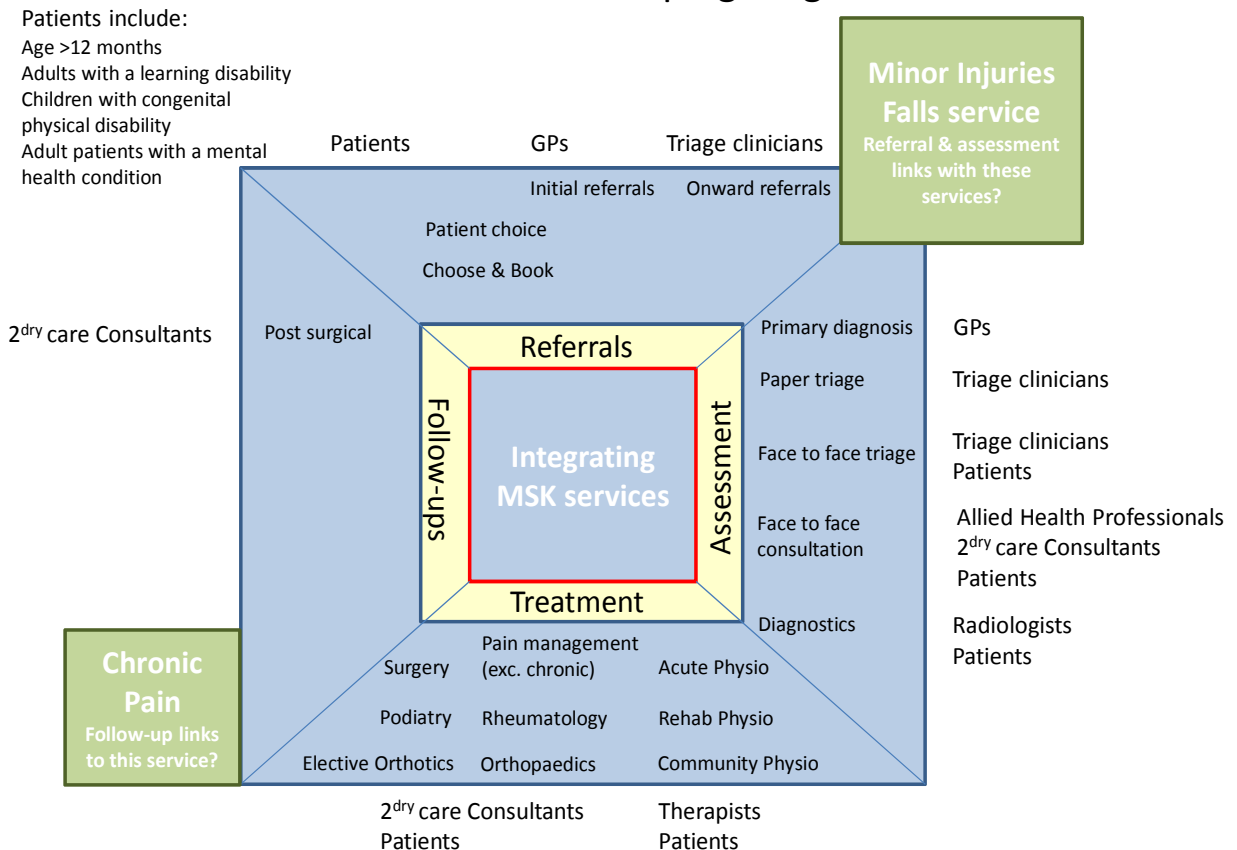 Patients include:
Age >12 months
Adults with a learning disability
Children with congenital
physical disability
Adult patients with a mental
health condition
Minor Injuries
Falls service
Referral & assessment
links with these
services?
Patients
GPs
Triage clinicians
Initial referrals
Onward referrals
Patient choice
Choose & Book
2dry care Consultants
Post surgical
Referrals
Follow-ups
Integrating
MSK services
Assessment
Treatment
Primary diagnosis
GPs
Paper triage
Triage clinicians
Face to face triage
Triage clinicians
Patients
Face to face
consultation
Allied Health Professionals
2dry care Consultants
Patients
Diagnostics
Radiologists
Patients
Chronic
Pain
Follow-up links
to this service?
Surgery
Pain management
(exc. chronic)
Acute Physio
Podiatry
Rheumatology
Rehab Physio
Elective Orthotics
Orthopaedics
Community Physio
2dry care Consultants
Patients
Therapists
Patients